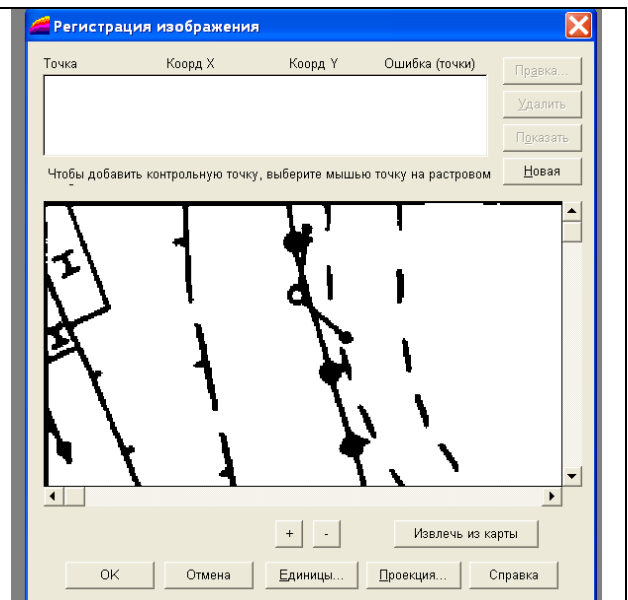 Регистрация изображения
Точка Коорд X Коорд Y Ошибка (точки)
Правка...
Удалить
Показать
Чтобы добавить контрольную точку, выберите мышью точку на растровом
Новая
Н
Н
+ -
Извлечь из карты
OK Отмена Единицы... Проекция... Справка